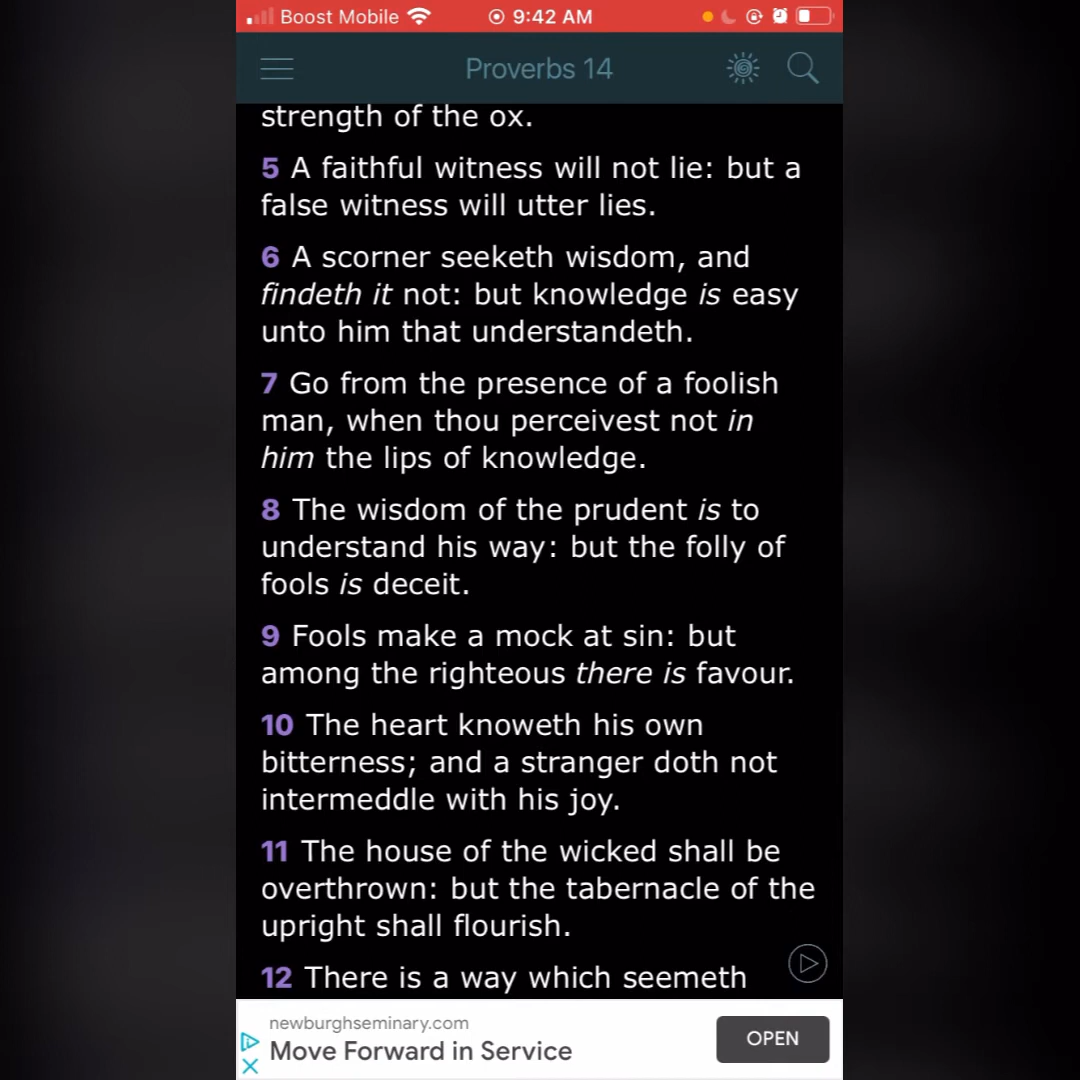 Boost Mobile 9:42 AM
Proverbs 14
strength of the ox.
5 A faithful witness will not lie: but a
false witness will utter lies.
6 A scorner seeketh wisdom, and
findeth it not: but knowledge is easy
unto him that understandeth.
7 Go from the presence of a foolish
man, when thou perceivest not in
him the lips of knowledge.
8 The wisdom of the prudent is to
understand his way: but the folly of
fools is deceit.
9 Fools make a mock at sin: but
among the righteous there is favour.
10 The heart knoweth his own
bitterness; and a stranger doth not
intermeddle with his joy.
11 The house of the wicked shall be
overthrown: but the tabernacle of the
upright shall flourish.
12 There is a way which seemeth
newburghseminary.com
Move Forward in Service
OPEN